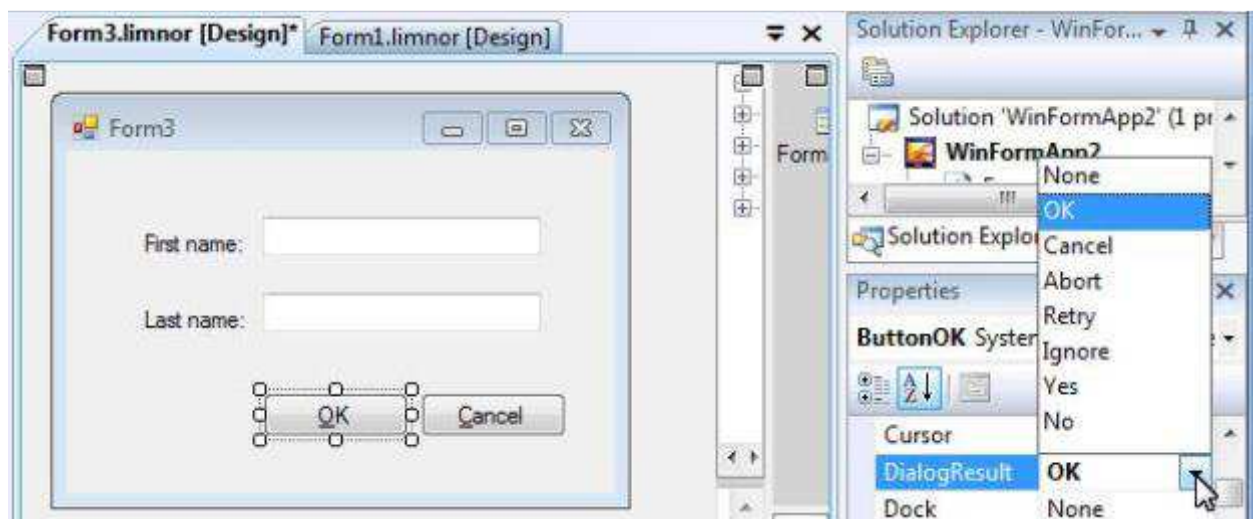 Form3.limnor [Design]* Form1.limnor [Design]
Form3
First name:
Last name:
OK Cancel
Form
Solution Explorer - WinFor...
Solution 'WinFormApp2' (1 pr
WinFormApp2
Solution Explo
None
OK
Cancel
Abort
Retry
Ignore
Yes
No
Properties
ButtonOK System
Cursor
DialogResult OK
Dock None